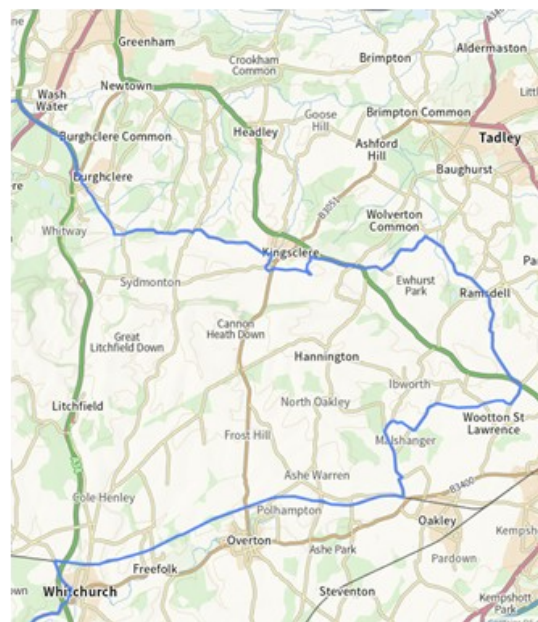 Greenham
Crookham
Common
Brimpton
Aldermaston
A34
Wash
Water
Newtown
Goose
Hill
Brimpton Common
Burghclere Common
Headley
Ashford
Hill
Tadley
Baughurst
Burghclere
B3051
Wolverton
Common
Whitway
Kingsclere
Sydmonton
Ewhurst
Park
Ramsdell
Great
Litchfield Down
Cannon
Heath Down
Hannington
Ibworth
Litchfield
North Oakley
Wootton St
Lawrence
Frost Hill
Malshanger
Ashe Warren
B3400
Cole Henley
Polhampton
Oakley
Overton
Ashe Park
Pardown
Freefolk
Whitchurch
Steventon
Kempshott
Park